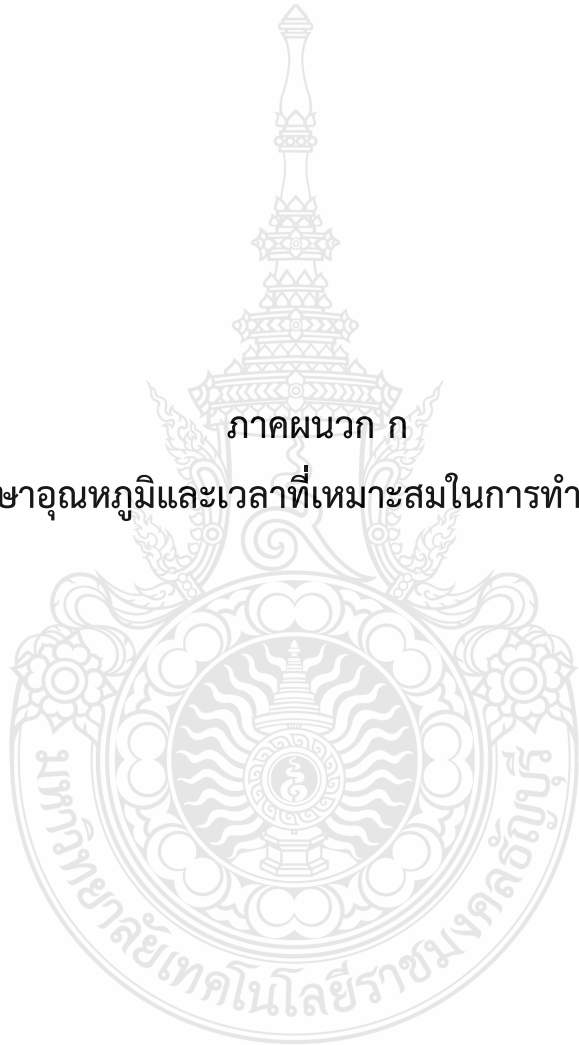 ภาคผนวก ก
ษาอุณหภูมิและเวลาที่เหมาะสมในการทำ
มหาวิทยาลัยเทคโนโลยีราชมงคลธัญบุรี